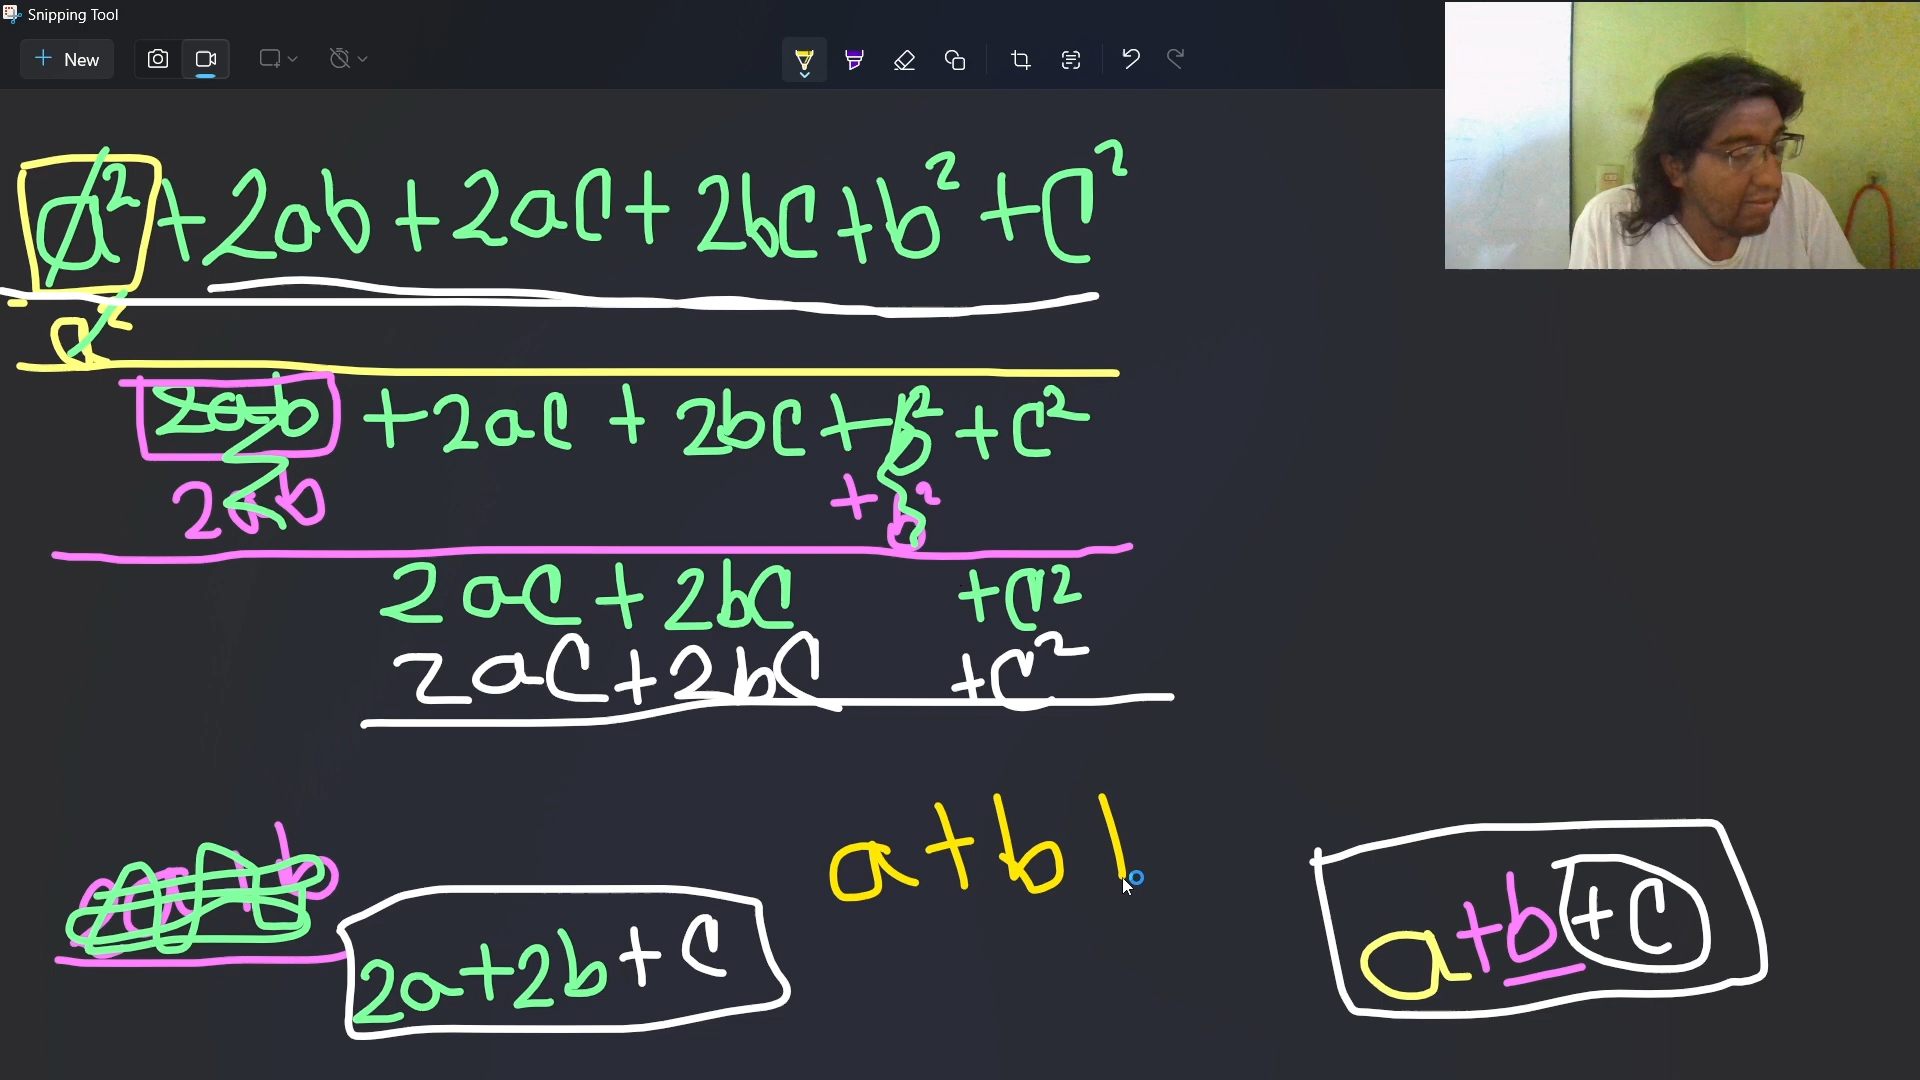 Snipping Tool
New
a² + 2ab + 2aC + 2bC + b² + C²
a²
2ab + 2aC + 2bC + b² + C²
2ab + b²
2aC + 2bC + C²
2aC + 2bC + C²
a + b |
2a + 2b + C
a + b + C